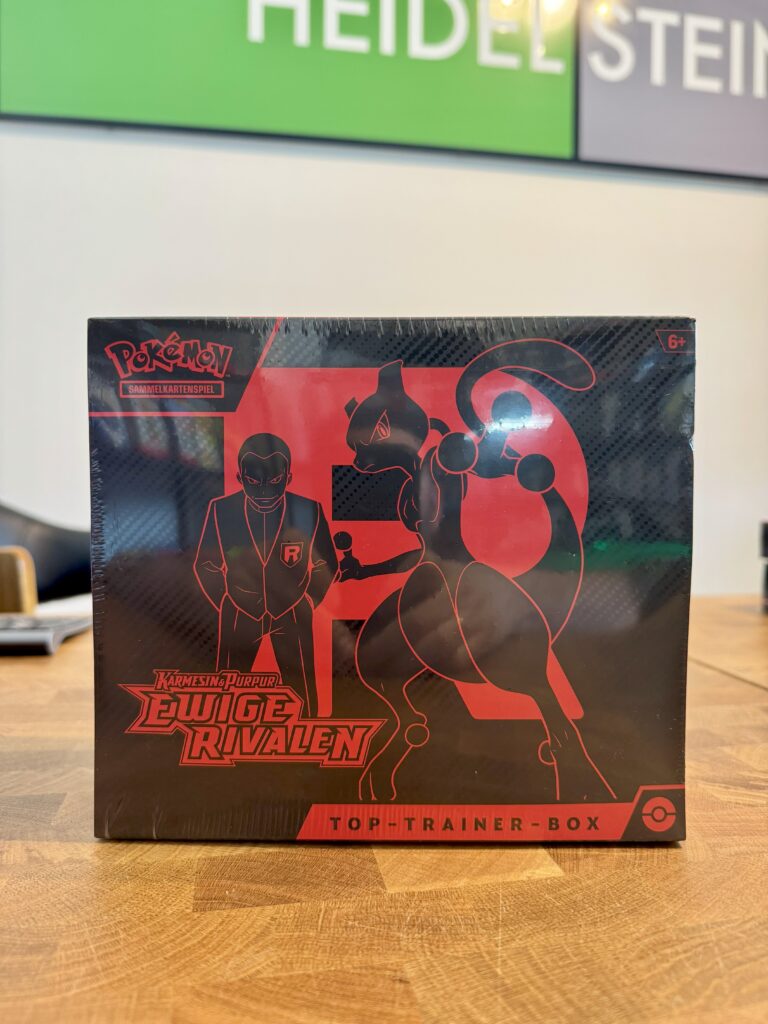 HEIDEL STEIN
POKéMON
SAMMELKARTENSPIEL
6+
R
KARMESIN & PURPUR
EWIGE
RIVALEN
TOP-TRAINER-BOX